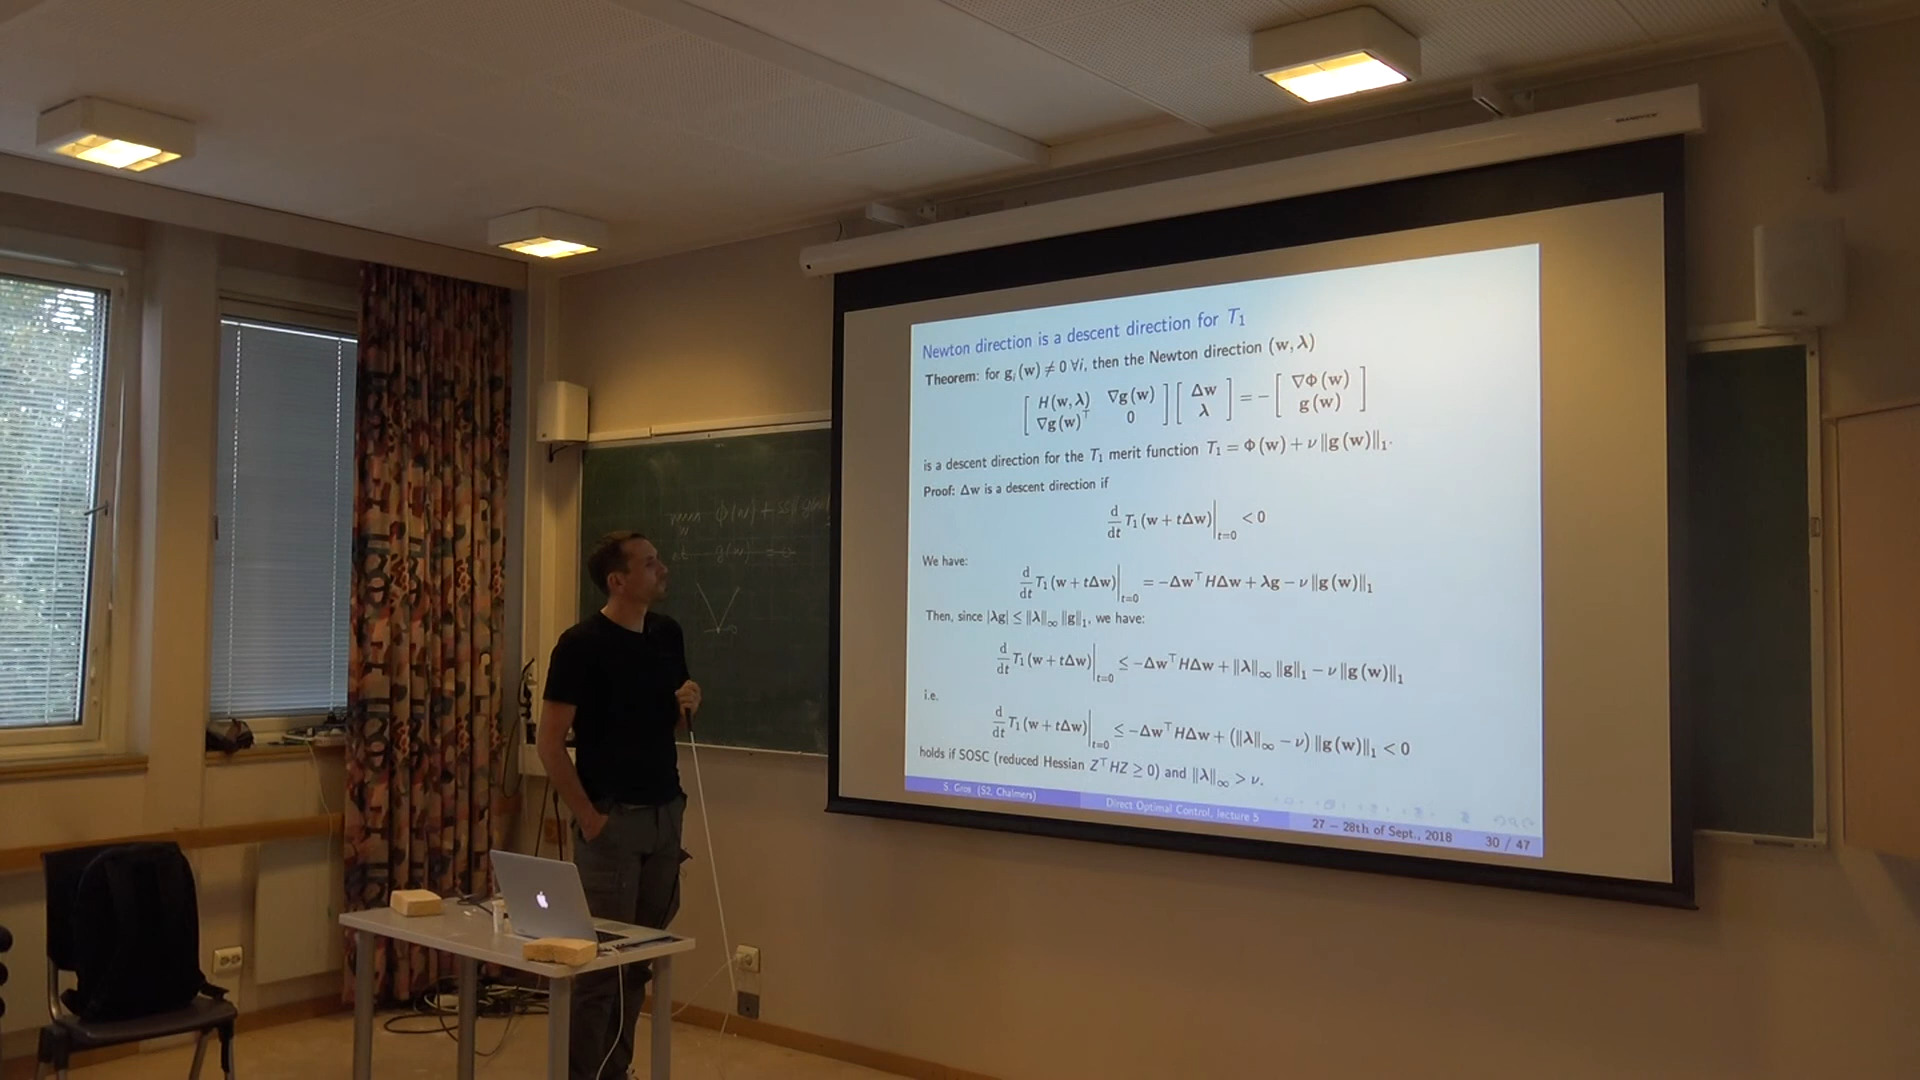 Newton direction is a descent direction for T₁
Theorem: for gᵢ(w) ≠ 0 ∀i, then the Newton direction (w, λ)
[ H(w, λ) ∇g(w) ] [ Δw ] = − [ ∇Φ(w) ]
[ ∇g(w)ᵀ 0 ] [ λ ] [ g(w) ]
is a descent direction for the T₁ merit function T₁ = Φ(w) + ν ‖g(w)‖₁.
Proof: Δw is a descent direction if
d/dt T₁(w + tΔw)|ₜ₌₀ < 0
We have:
d/dt T₁(w + tΔw)|ₜ₌₀ = −ΔwᵀHΔw + λg − ν ‖g(w)‖₁
Then, since |λg| ≤ ‖λ‖∞ ‖g‖₁, we have:
d/dt T₁(w + tΔw)|ₜ₌₀ ≤ −ΔwᵀHΔw + ‖λ‖∞ ‖g‖₁ − ν ‖g(w)‖₁
i.e.
d/dt T₁(w + tΔw)|ₜ₌₀ ≤ −ΔwᵀHΔw + (‖λ‖∞ − ν) ‖g(w)‖₁ < 0
holds if SOSC (reduced Hessian ZᵀHZ ≥ 0) and ‖λ‖∞ > ν.
S. Gros (S2, Chalmers) Direct Optimal Control, lecture 5 27 – 28th of Sept., 2018 30 / 47
min Φ(w) +
w
g(w)